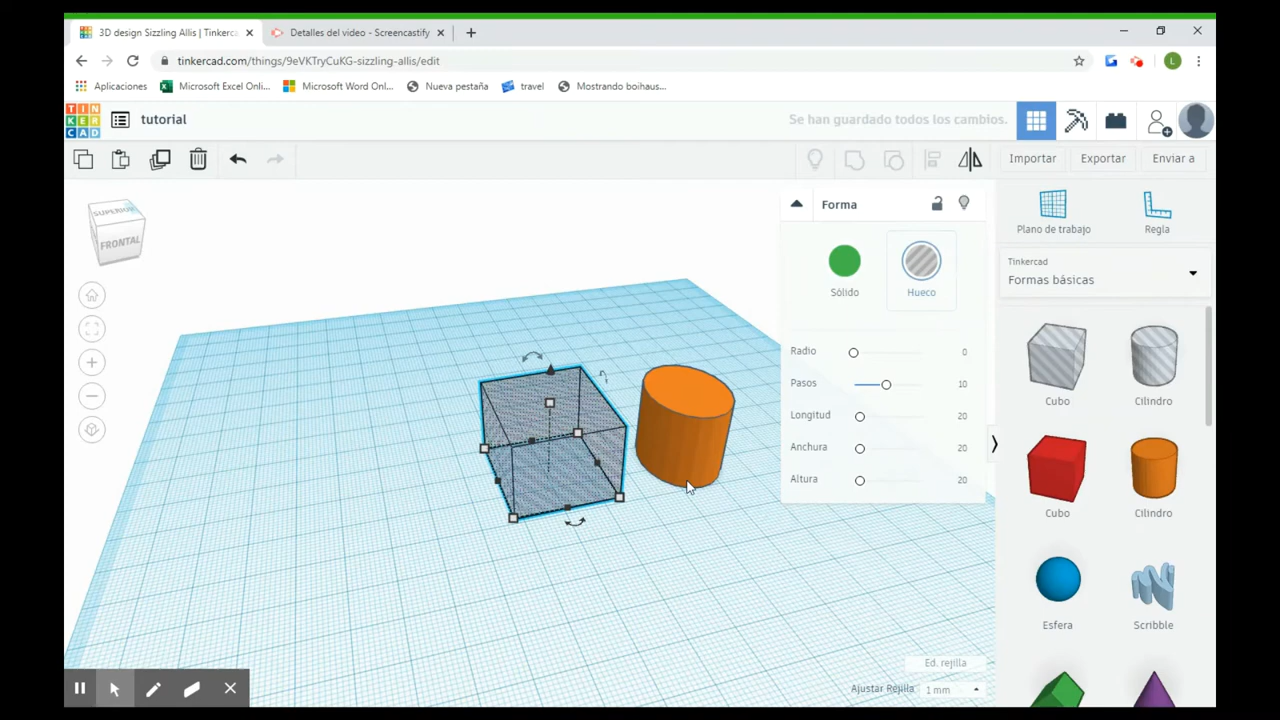 3D design Sizzling Allis | Tinkerca
Detalles del video - Screencastify
tinkercad.com/things/9eVKTryCuKG-sizzling-allis/edit
Aplicaciones
Microsoft Excel Onli...
Microsoft Word Onl...
Nueva pestaña
travel
Mostrando boihaus...
L
TIN
KER
CAD
tutorial
Se han guardado todos los cambios.
Importar
Exportar
Enviar a
SUPERIOR
FRONTAL
Forma
Sólido
Hueco
Radio 0
Pasos 10
Longitud 20
Anchura 20
Altura 20
Plano de trabajo
Regla
Tinkercad
Formas básicas
Cubo
Cilindro
Cubo
Cilindro
Esfera
Scribble
Ed. rejilla
Ajustar Rejilla 1 mm